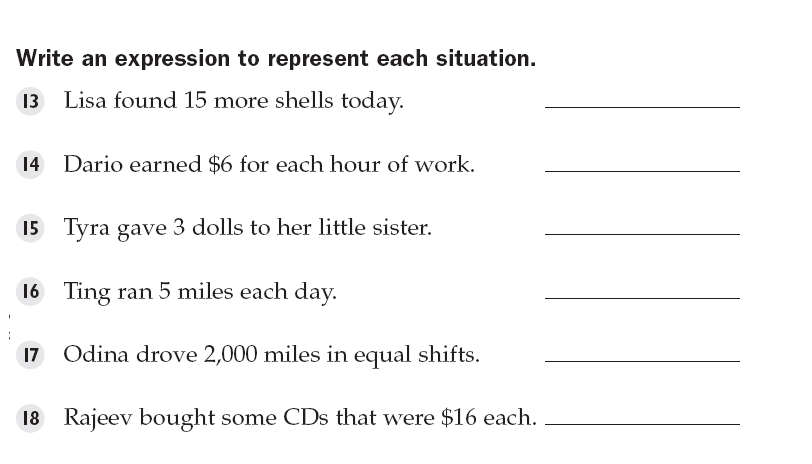 Write an expression to represent each situation.
13 Lisa found 15 more shells today.
14 Dario earned $6 for each hour of work.
15 Tyra gave 3 dolls to her little sister.
16 Ting ran 5 miles each day.
17 Odina drove 2,000 miles in equal shifts.
18 Rajeev bought some CDs that were $16 each.